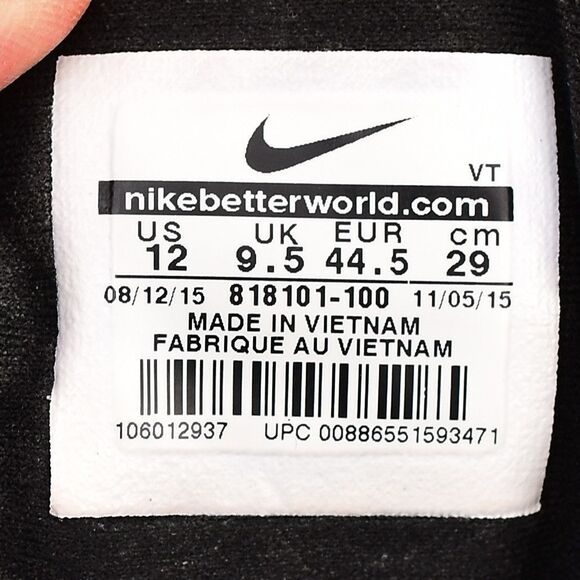 VT
nikebetterworld.com
US UK EUR cm
12 9.5 44.5 29
08/12/15 818101-100 11/05/15
MADE IN VIETNAM
FABRIQUE AU VIETNAM
106012937 UPC 00886551593471